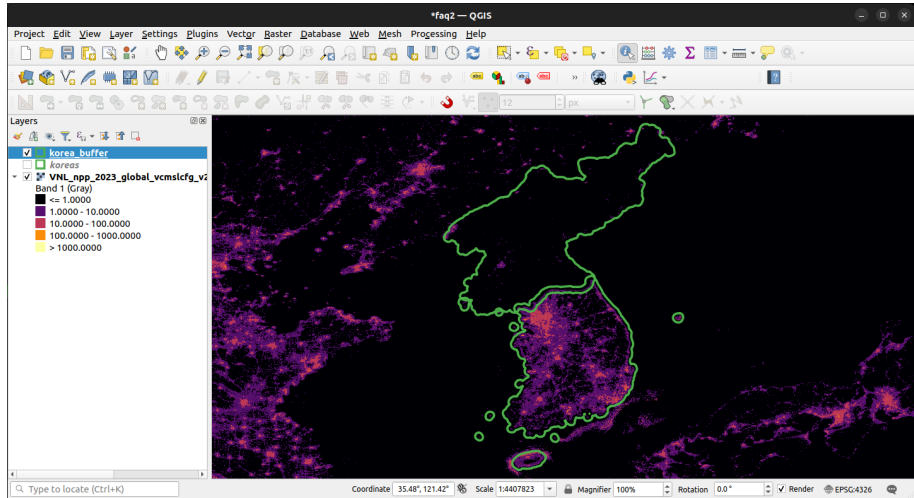 *faq2 — QGIS
Project Edit View Layer Settings Plugins Vector Raster Database Web Mesh Processing Help
abc abc abc
12 px
Layers
korea_buffer
koreas
VNL_npp_2023_global_vcmslcfg_v2
Band 1 (Gray)
<= 1.0000
1.0000 - 10.0000
10.0000 - 100.0000
100.0000 - 1000.0000
> 1000.0000
Type to locate (Ctrl+K)
Coordinate 35.48°, 121.42° Scale 1:4407823 Magnifier 100% Rotation 0.0° Render EPSG:4326